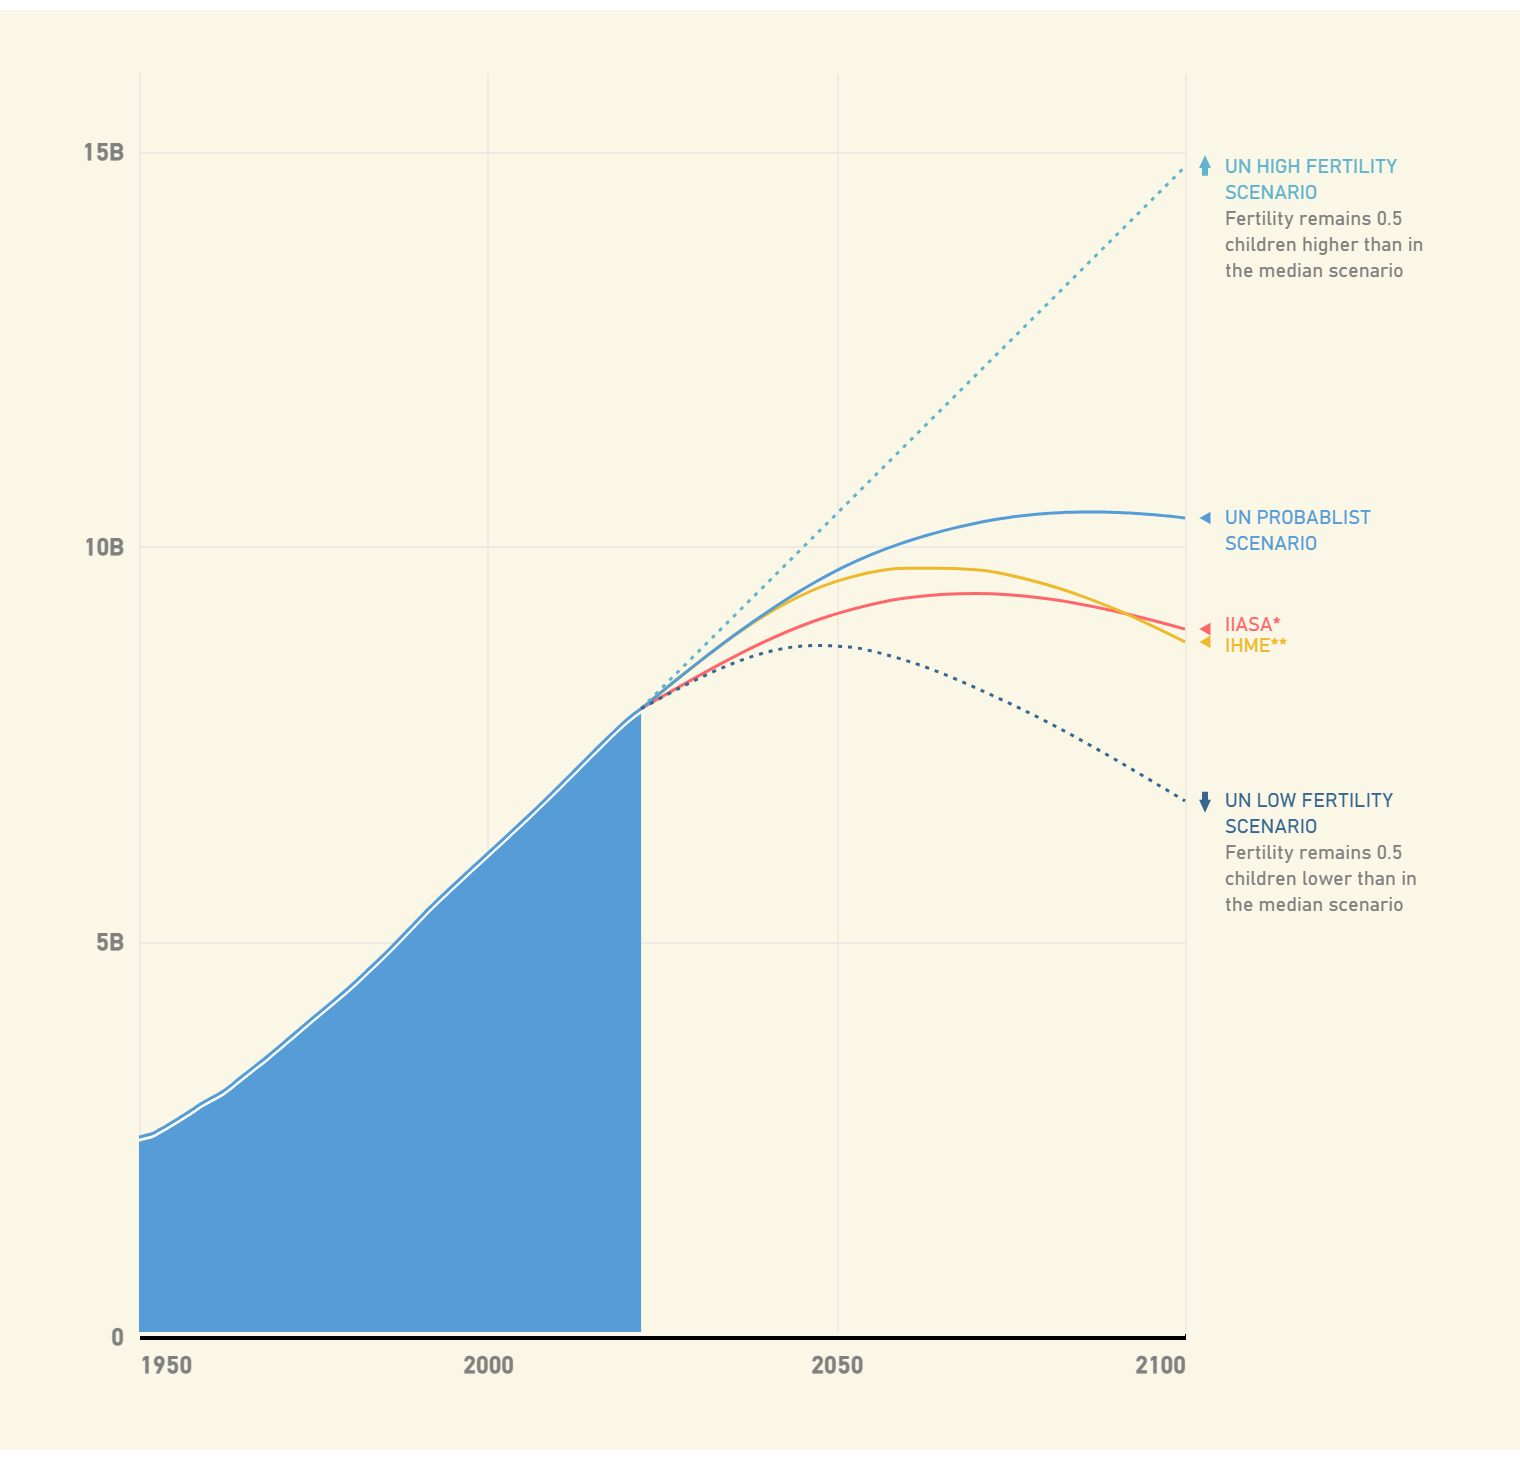 15B
10B
5B
0
1950
2000
2050
2100
UN HIGH FERTILITY
SCENARIO
Fertility remains 0.5
children higher than in
the median scenario
UN PROBABLIST
SCENARIO
IIASA*
IHME**
UN LOW FERTILITY
SCENARIO
Fertility remains 0.5
children lower than in
the median scenario